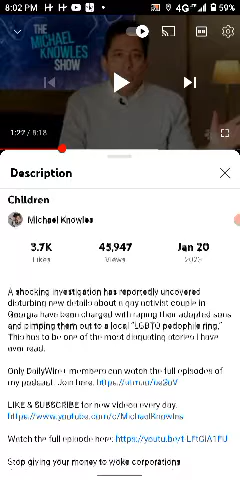 8:02 PM
4G
59%
THE
MICHAEL
KNOWLES
SHOW
1:22 / 8:18
Description
Children
Michael Knowles
3.7K
45,947
Jan 20
Likes
Views
2023
A shocking investigation has reportedly uncovered
disturbing new details about a gay activist couple in
Georgia have been charged with raping their adopted sons
and pimping them out to a local "LGBTQ pedophile ring."
This has to be one of the most disgusting stories I have
ever read.
Only DailyWire+ members can watch the full episodes of
my podcast. Join here:
LIKE & SUBSCRIBE for new videos every day.
https://www.youtube.com/c/MichaelKnowles
Watch the full episode here:
Stop giving your money to woke corporations